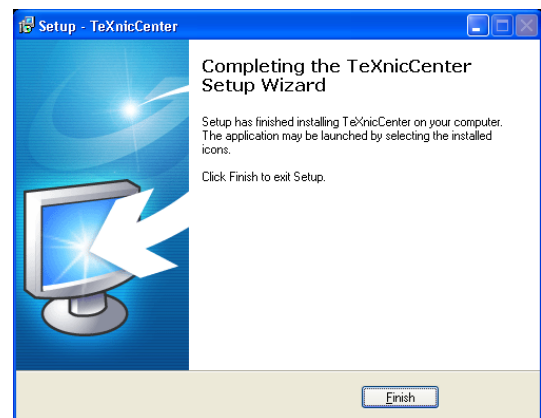 Setup - TeXnicCenter
Completing the TeXnicCenter
Setup Wizard
Setup has finished installing TeXnicCenter on your computer.
The application may be launched by selecting the installed
icons.
Click Finish to exit Setup.
Finish